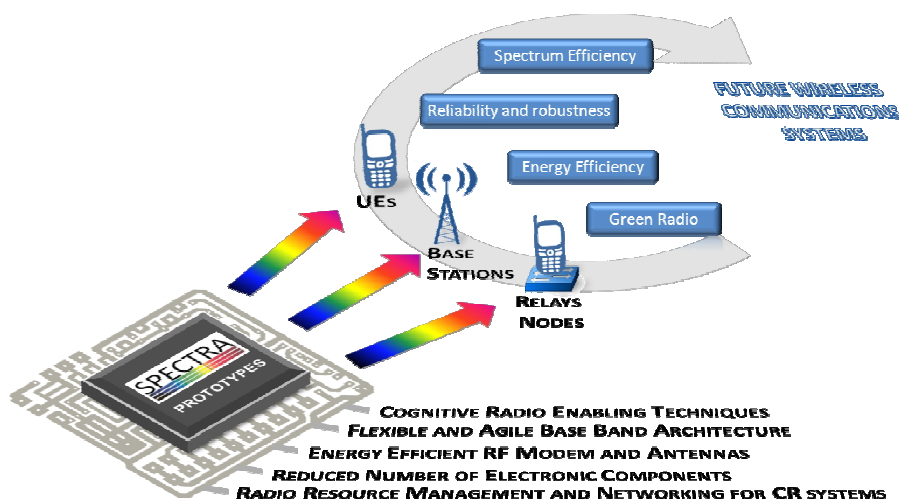 Spectrum Efficiency
FUTURE WIRELESS
COMMUNICATIONS
SYSTEMS
Reliability and robustness
Energy Efficiency
UEs
Green Radio
BASE
STATIONS
RELAYS
NODES
SPECTRA
PROTOTYPES
COGNITIVE RADIO ENABLING TECHNIQUES
FLEXIBLE AND AGILE BASE BAND ARCHITECTURE
ENERGY EFFICIENT RF MODEM AND ANTENNAS
REDUCED NUMBER OF ELECTRONIC COMPONENTS
RADIO RESOURCE MANAGEMENT AND NETWORKING FOR CR SYSTEMS